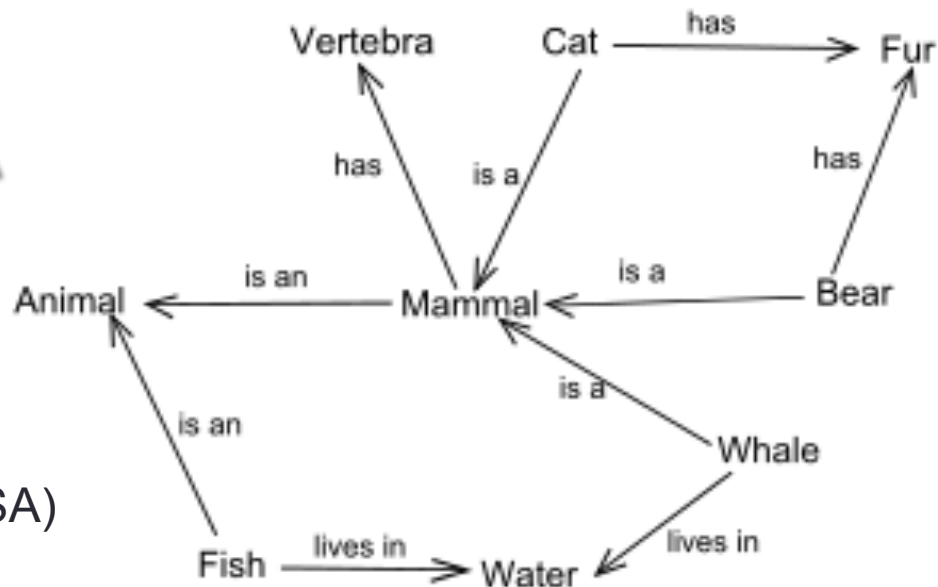 has
Vertebra Cat Fur
has is a has
is an is a
Animal Mammal Bear
is a
is an
Whale
SA)
lives in lives in
Fish Water